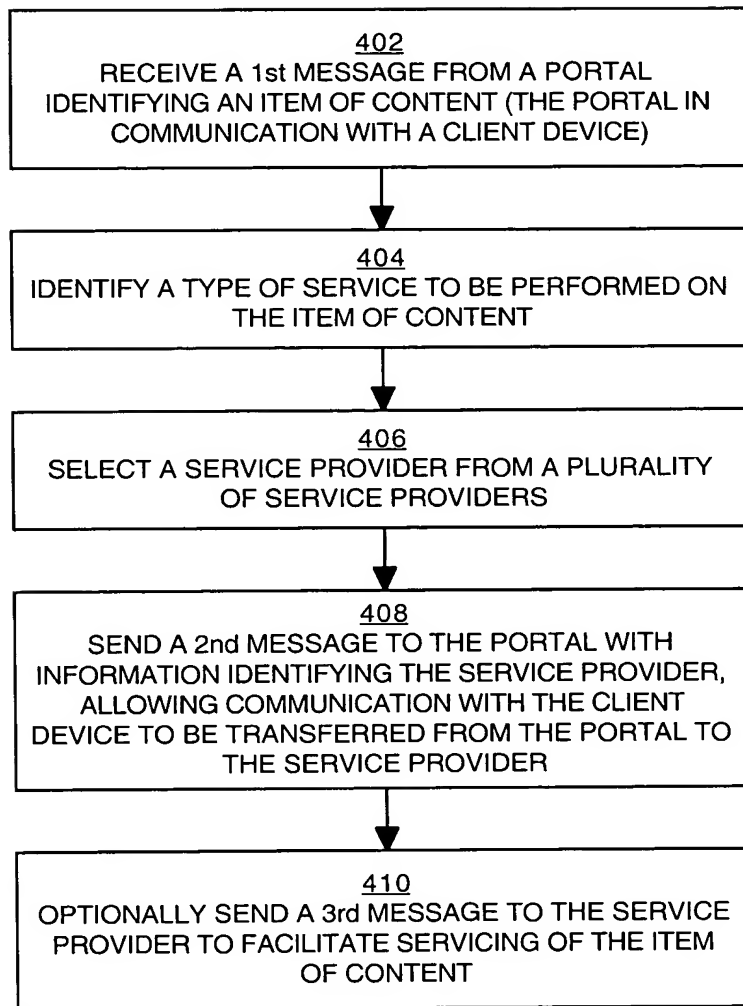 402
RECEIVE A 1st MESSAGE FROM A PORTAL
IDENTIFYING AN ITEM OF CONTENT (THE PORTAL IN
COMMUNICATION WITH A CLIENT DEVICE)
404
IDENTIFY A TYPE OF SERVICE TO BE PERFORMED ON
THE ITEM OF CONTENT
406
SELECT A SERVICE PROVIDER FROM A PLURALITY
OF SERVICE PROVIDERS
408
SEND A 2nd MESSAGE TO THE PORTAL WITH
INFORMATION IDENTIFYING THE SERVICE PROVIDER,
ALLOWING COMMUNICATION WITH THE CLIENT
DEVICE TO BE TRANSFERRED FROM THE PORTAL TO
THE SERVICE PROVIDER
410
OPTIONALLY SEND A 3rd MESSAGE TO THE SERVICE
PROVIDER TO FACILITATE SERVICING OF THE ITEM
OF CONTENT